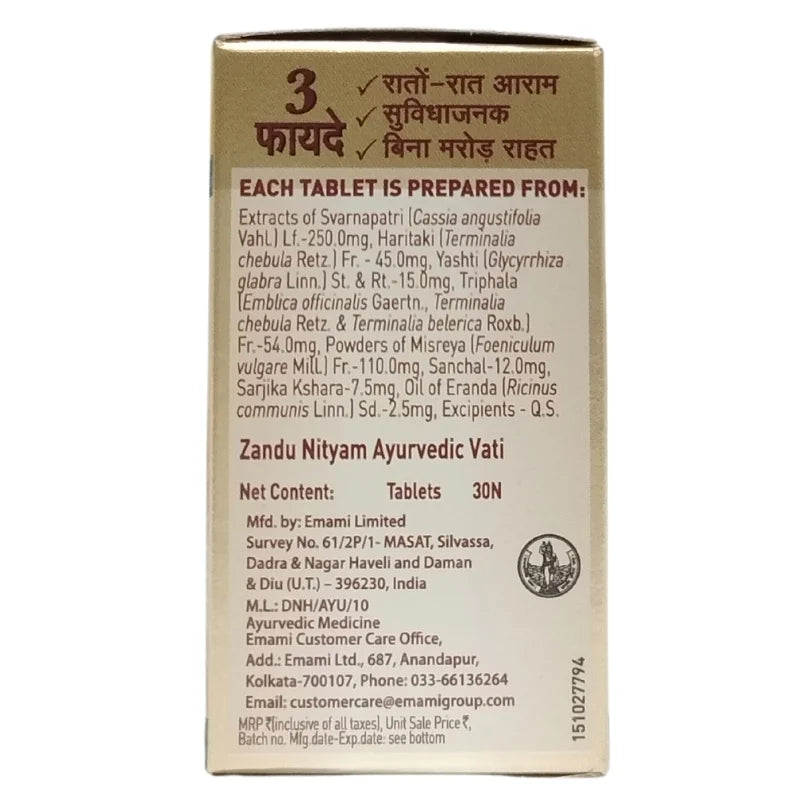 3 फायदे
✓ रातों-रात आराम
✓ सुविधाजनक
✓ बिना मरोड़ राहत
EACH TABLET IS PREPARED FROM:
Extracts of Svarnapatri (Cassia angustifolia
Vahl.) Lf.-250.0mg, Haritaki (Terminalia
chebula Retz.) Fr. - 45.0mg, Yashti (Glycyrrhiza
glabra Linn.) St. & Rt.-15.0mg, Triphala
(Emblica officinalis Gaertn., Terminalia
chebula Retz. & Terminalia belerica Roxb.)
Fr.-54.0mg, Powders of Misreya (Foeniculum
vulgare Mill.) Fr.-110.0mg, Sanchal-12.0mg,
Sarjika Kshara-7.5mg, Oil of Eranda (Ricinus
communis Linn.) Sd.-2.5mg, Excipients - Q.S.
Zandu Nityam Ayurvedic Vati
Net Content: Tablets 30N
Mfd. by: Emami Limited
Survey No. 61/2P/1- MASAT, Silvassa,
Dadra & Nagar Haveli and Daman
& Diu (U.T.) – 396230, India
M.L.: DNH/AYU/10
Ayurvedic Medicine
Emami Customer Care Office,
Add.: Emami Ltd., 687, Anandapur,
Kolkata-700107, Phone: 033-66136264
Email: customercare@emamigroup.com
MRP ₹(inclusive of all taxes), Unit Sale Price ₹,
Batch no. Mfg.date-Exp.date: see bottom
151027794